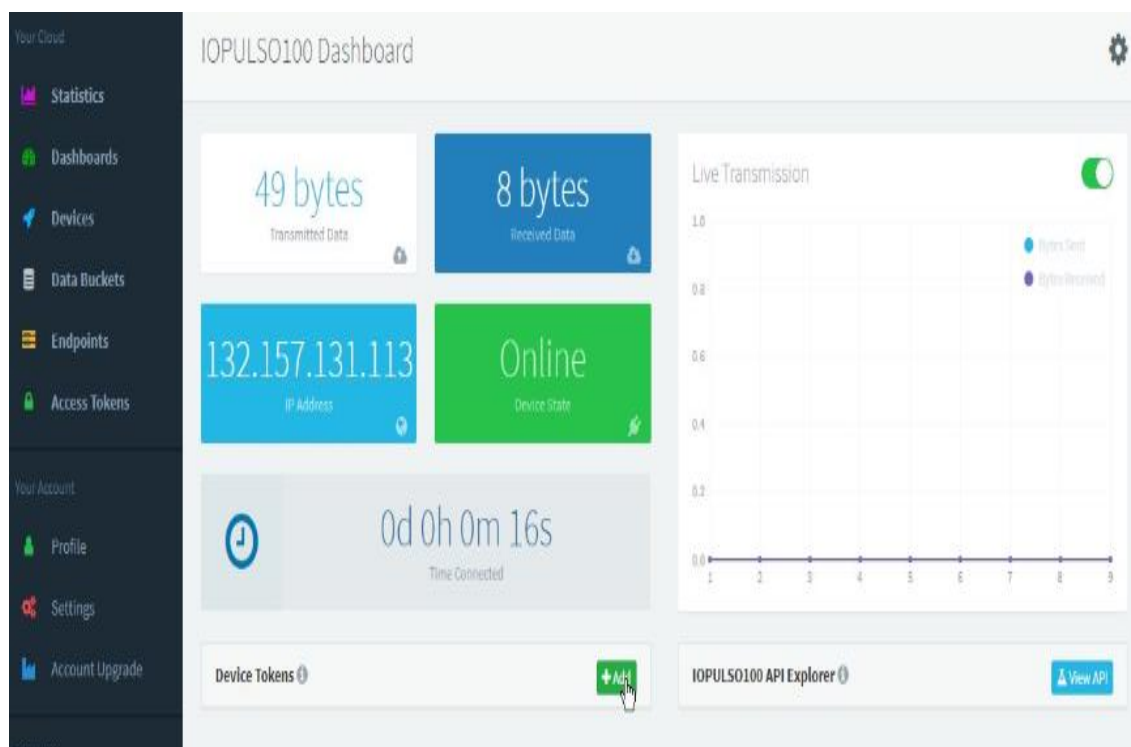 Your Cloud
Statistics
Dashboards
Devices
Data Buckets
Endpoints
Access Tokens
Your Account
Profile
Settings
Account Upgrade
IOPULSO100 Dashboard
49 bytes
Transmitted Data
8 bytes
Received Data
132.157.131.113
IP Address
Online
Device State
0d 0h 0m 16s
Time Connected
Device Tokens
+Add
Live Transmission
Bytes Sent
Bytes Received
1.0
0.8
0.6
0.4
0.2
0.0
1 2 3 4 5 6 7 8 9
IOPULSO100 API Explorer
View API